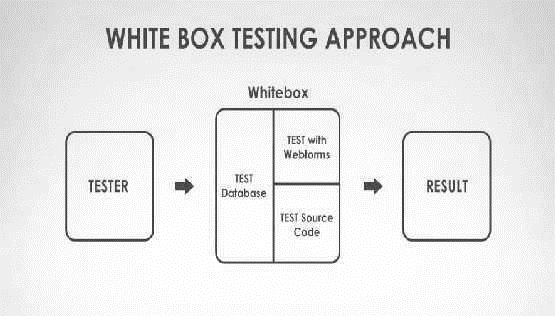 WHITE BOX TESTING APPROACH
Whitebox
TESTER
TEST
Database
TEST with
Webforms
TEST Source
Code
RESULT